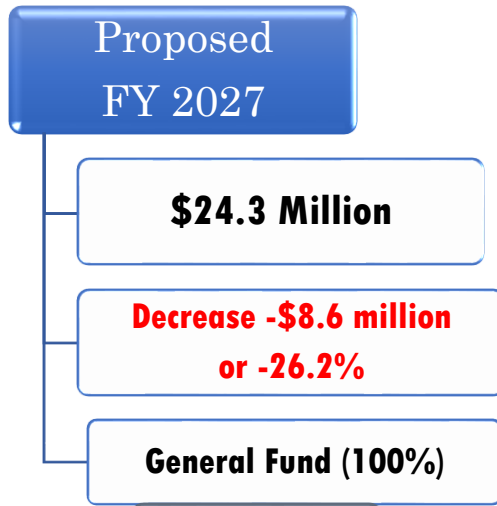 Proposed
FY 2027
$24.3 Million
Decrease -$8.6 million
or -26.2%
General Fund (100%)